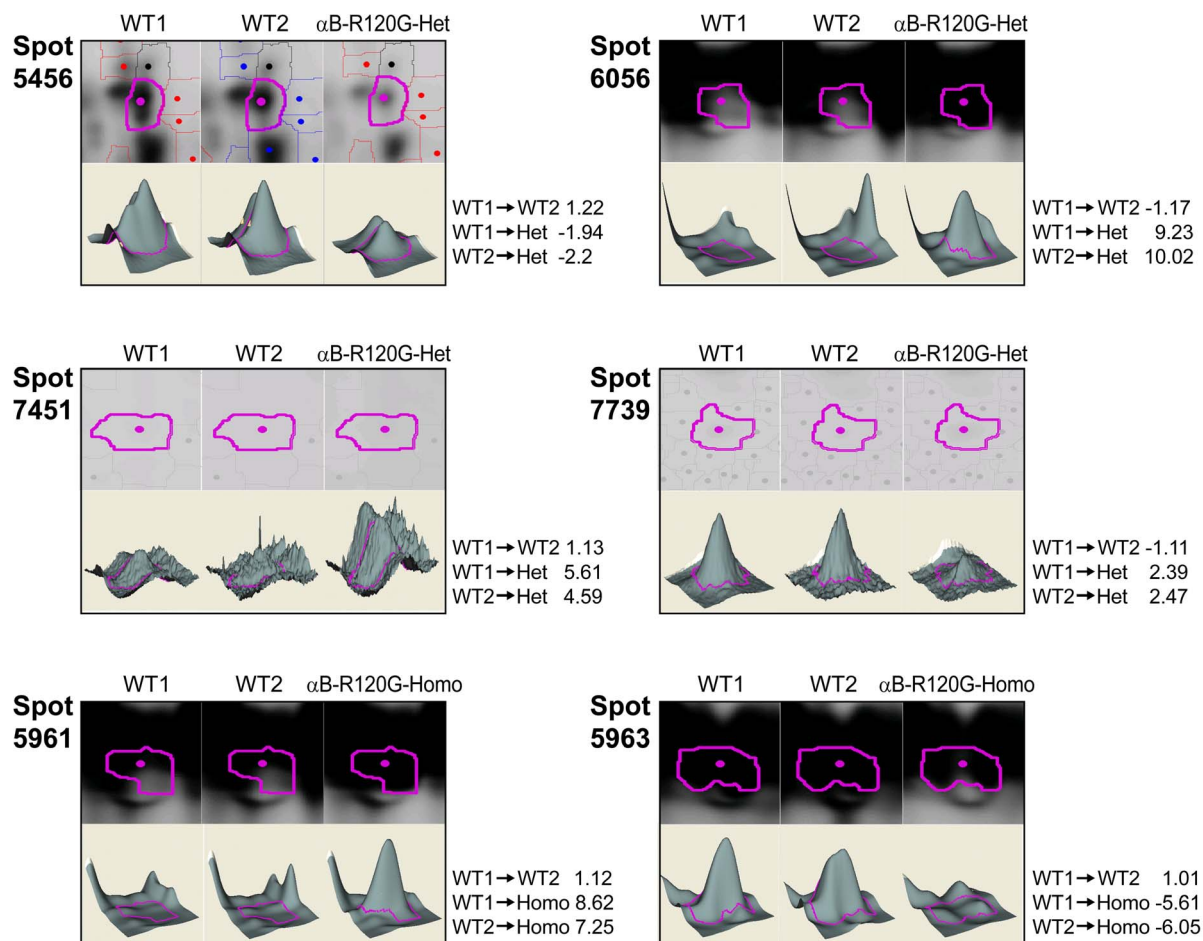 WT1 WT2 αB-R120G-Het
Spot
5456
WT1→WT2 1.22
WT1→Het -1.94
WT2→Het -2.2
WT1 WT2 αB-R120G-Het
Spot
6056
WT1→WT2 -1.17
WT1→Het 9.23
WT2→Het 10.02
WT1 WT2 αB-R120G-Het
Spot
7451
WT1→WT2 1.13
WT1→Het 5.61
WT2→Het 4.59
WT1 WT2 αB-R120G-Het
Spot
7739
WT1→WT2 -1.11
WT1→Het 2.39
WT2→Het 2.47
WT1 WT2 αB-R120G-Homo
Spot
5961
WT1→WT2 1.12
WT1→Homo 8.62
WT2→Homo 7.25
WT1 WT2 αB-R120G-Homo
Spot
5963
WT1→WT2 1.01
WT1→Homo -5.61
WT2→Homo -6.05